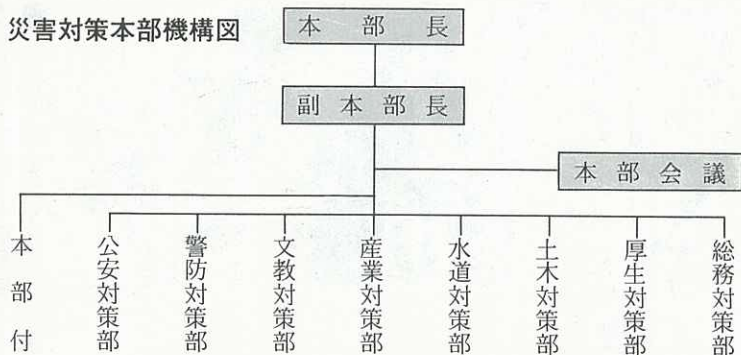 災害対策本部機構図
本部長
副本部長
本部会議
総務対策部
厚生対策部
土木対策部
水道対策部
産業対策部
文教対策部
警防対策部
公安対策部
本部付